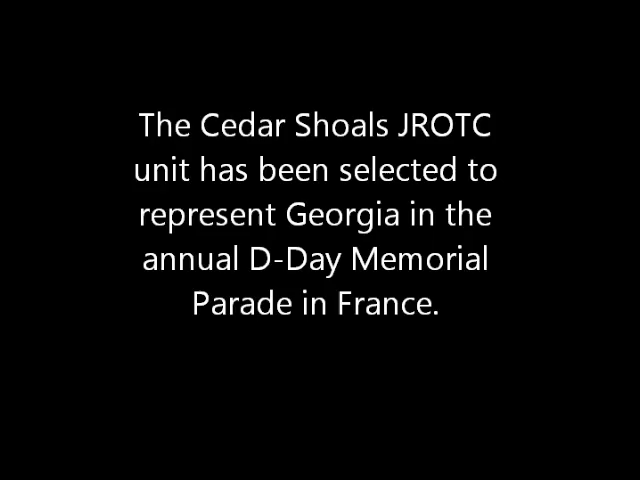 The Cedar Shoals JROTC
unit has been selected to
represent Georgia in the
annual D-Day Memorial
Parade in France.